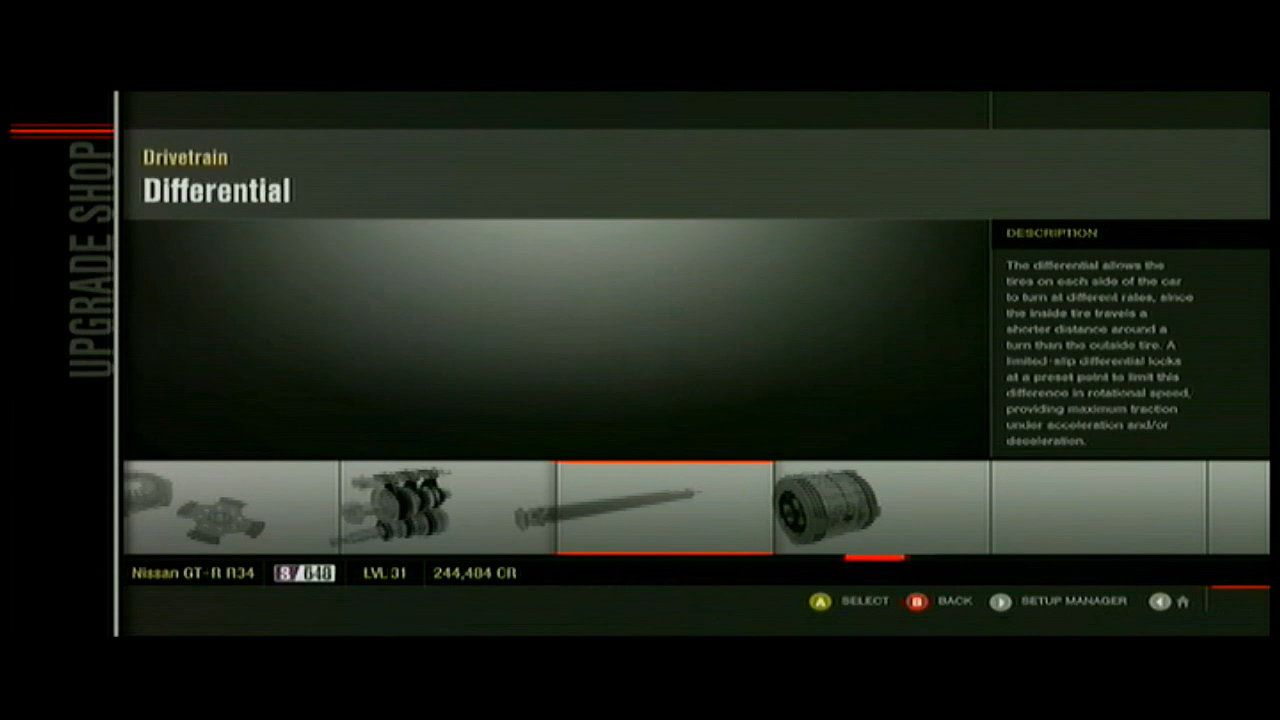 UPGRADE SHOP
Drivetrain
Differential
DESCRIPTION
The differential allows the
tires on each side of the car
to turn at different rates, since
the inside tire travels a
shorter distance around a
turn than the outside tire. A
limited-slip differential locks
at a preset point to limit this
difference in rotational speed,
providing maximum traction
under acceleration and/or
deceleration.
Nissan GT-R R34
LVL 31
244,484 CR
A SELECT B BACK SETUP MANAGER